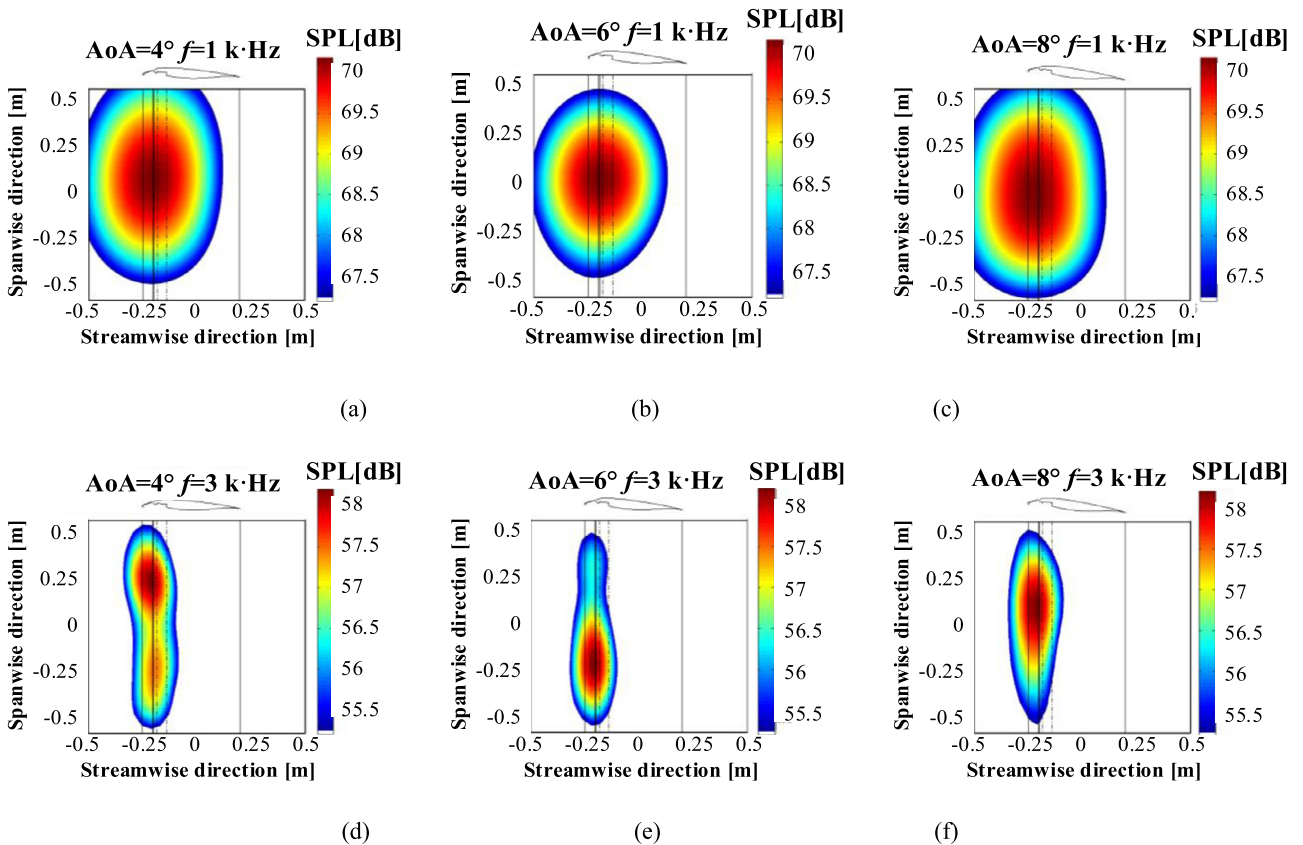 AoA=4° f=1 k·Hz SPL[dB]
Spanwise direction [m]
0.5
0.25
0
-0.25
-0.5
-0.5 -0.25 0 0.25 0.5
Streamwise direction [m]
70
69.5
69
68.5
68
67.5
(a)
AoA=6° f=1 k·Hz SPL[dB]
Spanwise direction [m]
0.5
0.25
0
-0.25
-0.5
-0.5 -0.25 0 0.25 0.5
Streamwise direction [m]
70
69.5
69
68.5
68
67.5
(b)
AoA=8° f=1 k·Hz SPL[dB]
Spanwise direction [m]
0.5
0.25
0
-0.25
-0.5
-0.5 -0.25 0 0.25 0.
Streamwise direction [m]
70
69.5
69
68.5
68
67.5
(c)
AoA=4° f=3 k·Hz SPL[dB]
Spanwise direction [m]
0.5
0.25
0
-0.25
-0.5
-0.5 -0.25 0 0.25 0.5
Streamwise direction [m]
58
57.5
57
56.5
56
55.5
(d)
AoA=6° f=3 k·Hz SPL[dB]
Spanwise direction [m]
0.5
0.25
0
-0.25
-0.5
-0.5 -0.25 0 0.25 0.5
Streamwise direction [m]
58
57.5
57
56.5
56
55.5
(e)
AoA=8° f=3 k·Hz SPL[dB]
Spanwise direction [m]
0.5
0.25
0
-0.25
-0.5
-0.5 -0.25 0 0.25 0.5
Streamwise direction [m]
58
57.5
57
56.5
56
55.5
(f)